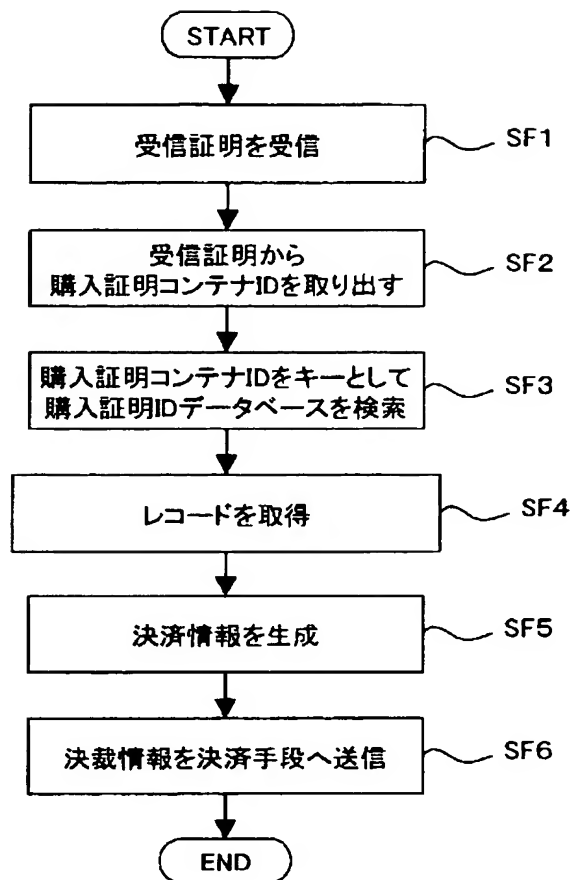 START
受信証明を受信
SF1
受信証明から
購入証明コンテナIDを取り出す
SF2
購入証明コンテナIDをキーとして
購入証明IDデータベースを検索
SF3
レコードを取得
SF4
決済情報を生成
SF5
決裁情報を決済手段へ送信
SF6
END